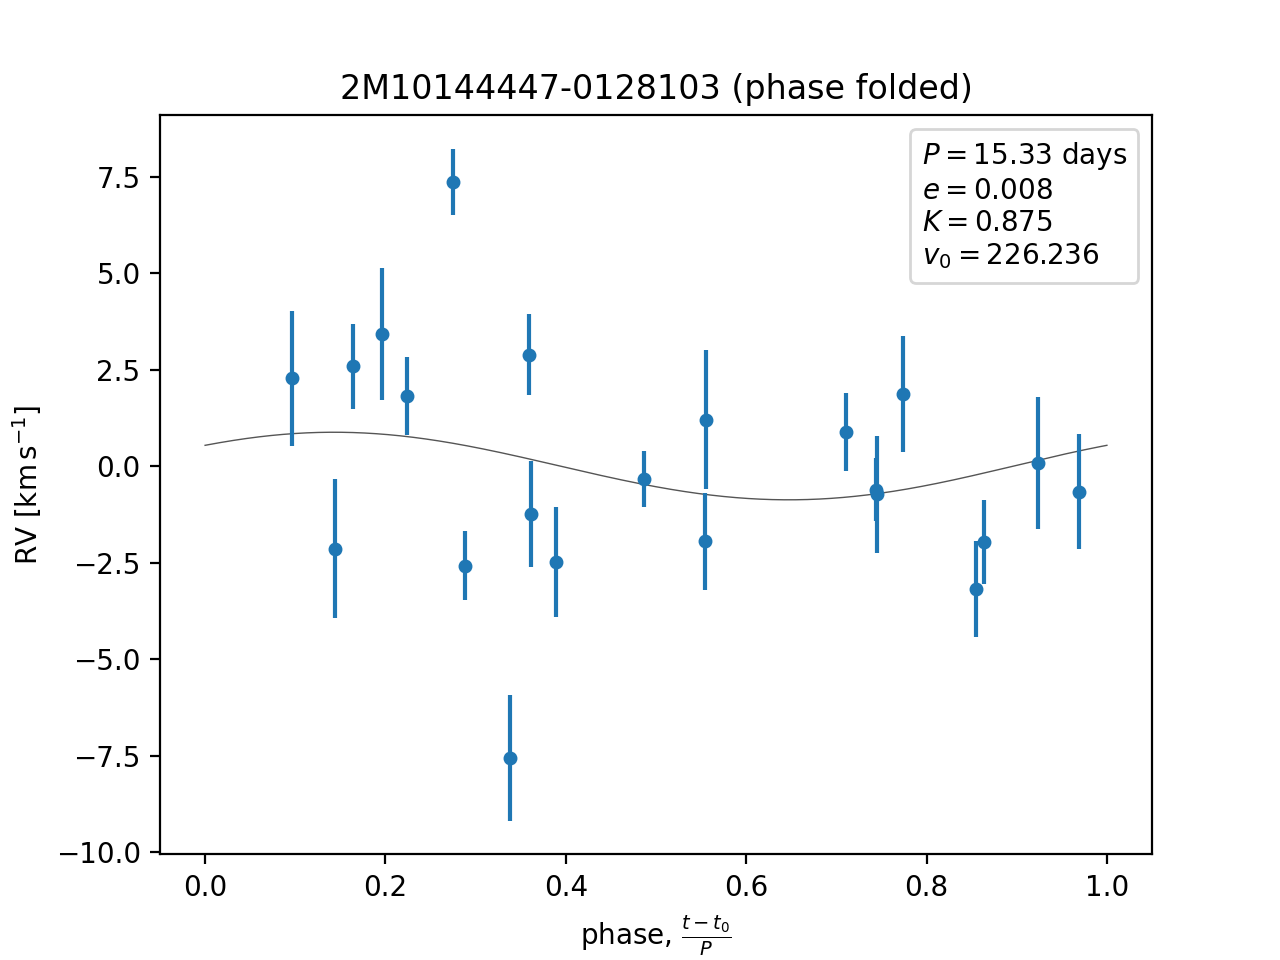 2M10144447-0128103 (phase folded)
P = 15.33 days
e = 0.008
K = 0.875
v₀ = 226.236
7.5
5.0
2.5
0.0
−2.5
−5.0
−7.5
−10.0
RV [km s⁻¹]
0.0 0.2 0.4 0.6 0.8 1.0
phase, (t − t₀)/P